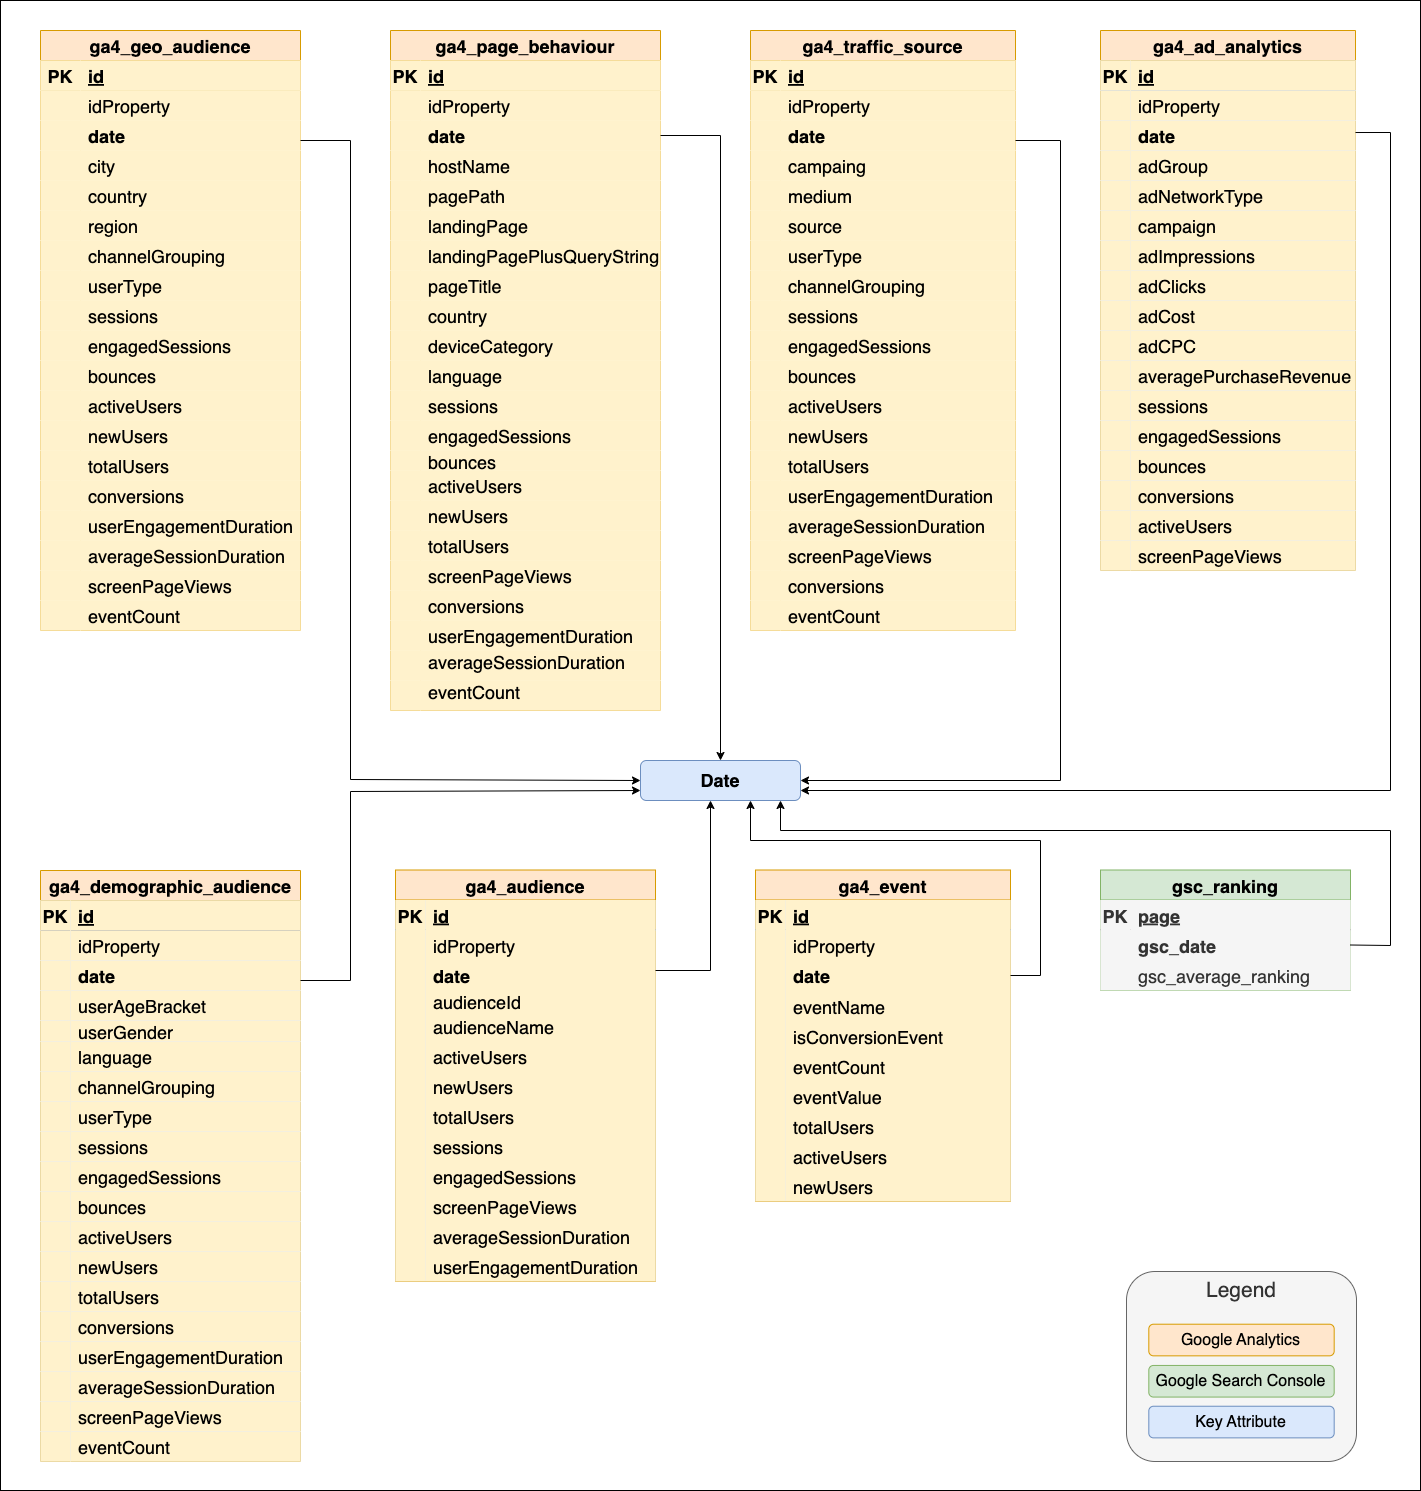 ga4_geo_audience
PK id
idProperty
date
city
country
region
channelGrouping
userType
sessions
engagedSessions
bounces
activeUsers
newUsers
totalUsers
conversions
userEngagementDuration
averageSessionDuration
screenPageViews
eventCount
ga4_page_behaviour
PK id
idProperty
date
hostName
pagePath
landingPage
landingPagePlusQueryString
pageTitle
country
deviceCategory
language
sessions
engagedSessions
bounces
activeUsers
newUsers
totalUsers
screenPageViews
conversions
userEngagementDuration
averageSessionDuration
eventCount
ga4_traffic_source
PK id
idProperty
date
campaing
medium
source
userType
channelGrouping
sessions
engagedSessions
bounces
activeUsers
newUsers
totalUsers
userEngagementDuration
averageSessionDuration
screenPageViews
conversions
eventCount
ga4_ad_analytics
PK id
idProperty
date
adGroup
adNetworkType
campaign
adImpressions
adClicks
adCost
adCPC
averagePurchaseRevenue
sessions
engagedSessions
bounces
conversions
activeUsers
screenPageViews
Date
ga4_demographic_audience
PK id
idProperty
date
userAgeBracket
userGender
language
channelGrouping
userType
sessions
engagedSessions
bounces
activeUsers
newUsers
totalUsers
conversions
userEngagementDuration
averageSessionDuration
screenPageViews
eventCount
ga4_audience
PK id
idProperty
date
audienceId
audienceName
activeUsers
newUsers
totalUsers
sessions
engagedSessions
screenPageViews
averageSessionDuration
userEngagementDuration
ga4_event
PK id
idProperty
date
eventName
isConversionEvent
eventCount
eventValue
totalUsers
activeUsers
newUsers
gsc_ranking
PK page
gsc_date
gsc_average_ranking
Legend
Google Analytics
Google Search Console
Key Attribute